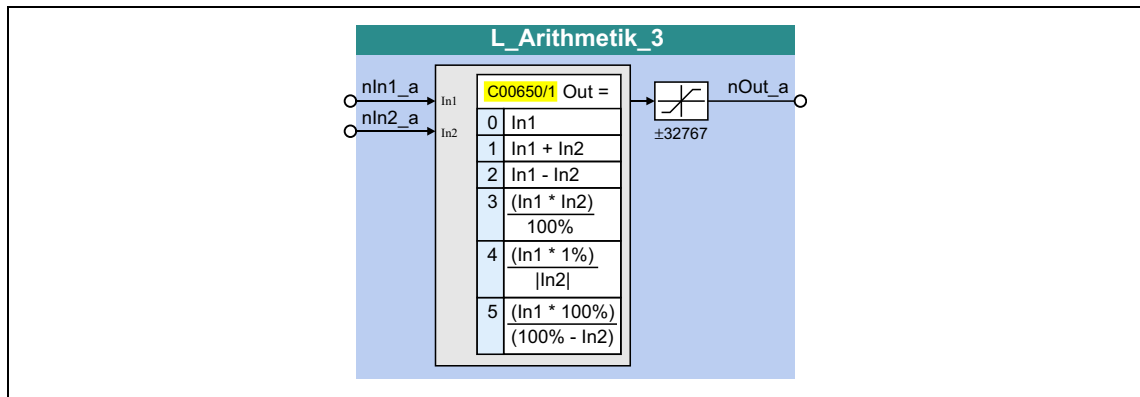 L_Arithmetik_3
nIn1_a
nIn2_a
In1
In2
C00650/1 Out =
0 In1
1 In1 + In2
2 In1 - In2
3 (In1 * In2)
100%
4 (In1 * 1%)
|In2|
5 (In1 * 100%)
(100% - In2)
±32767
nOut_a